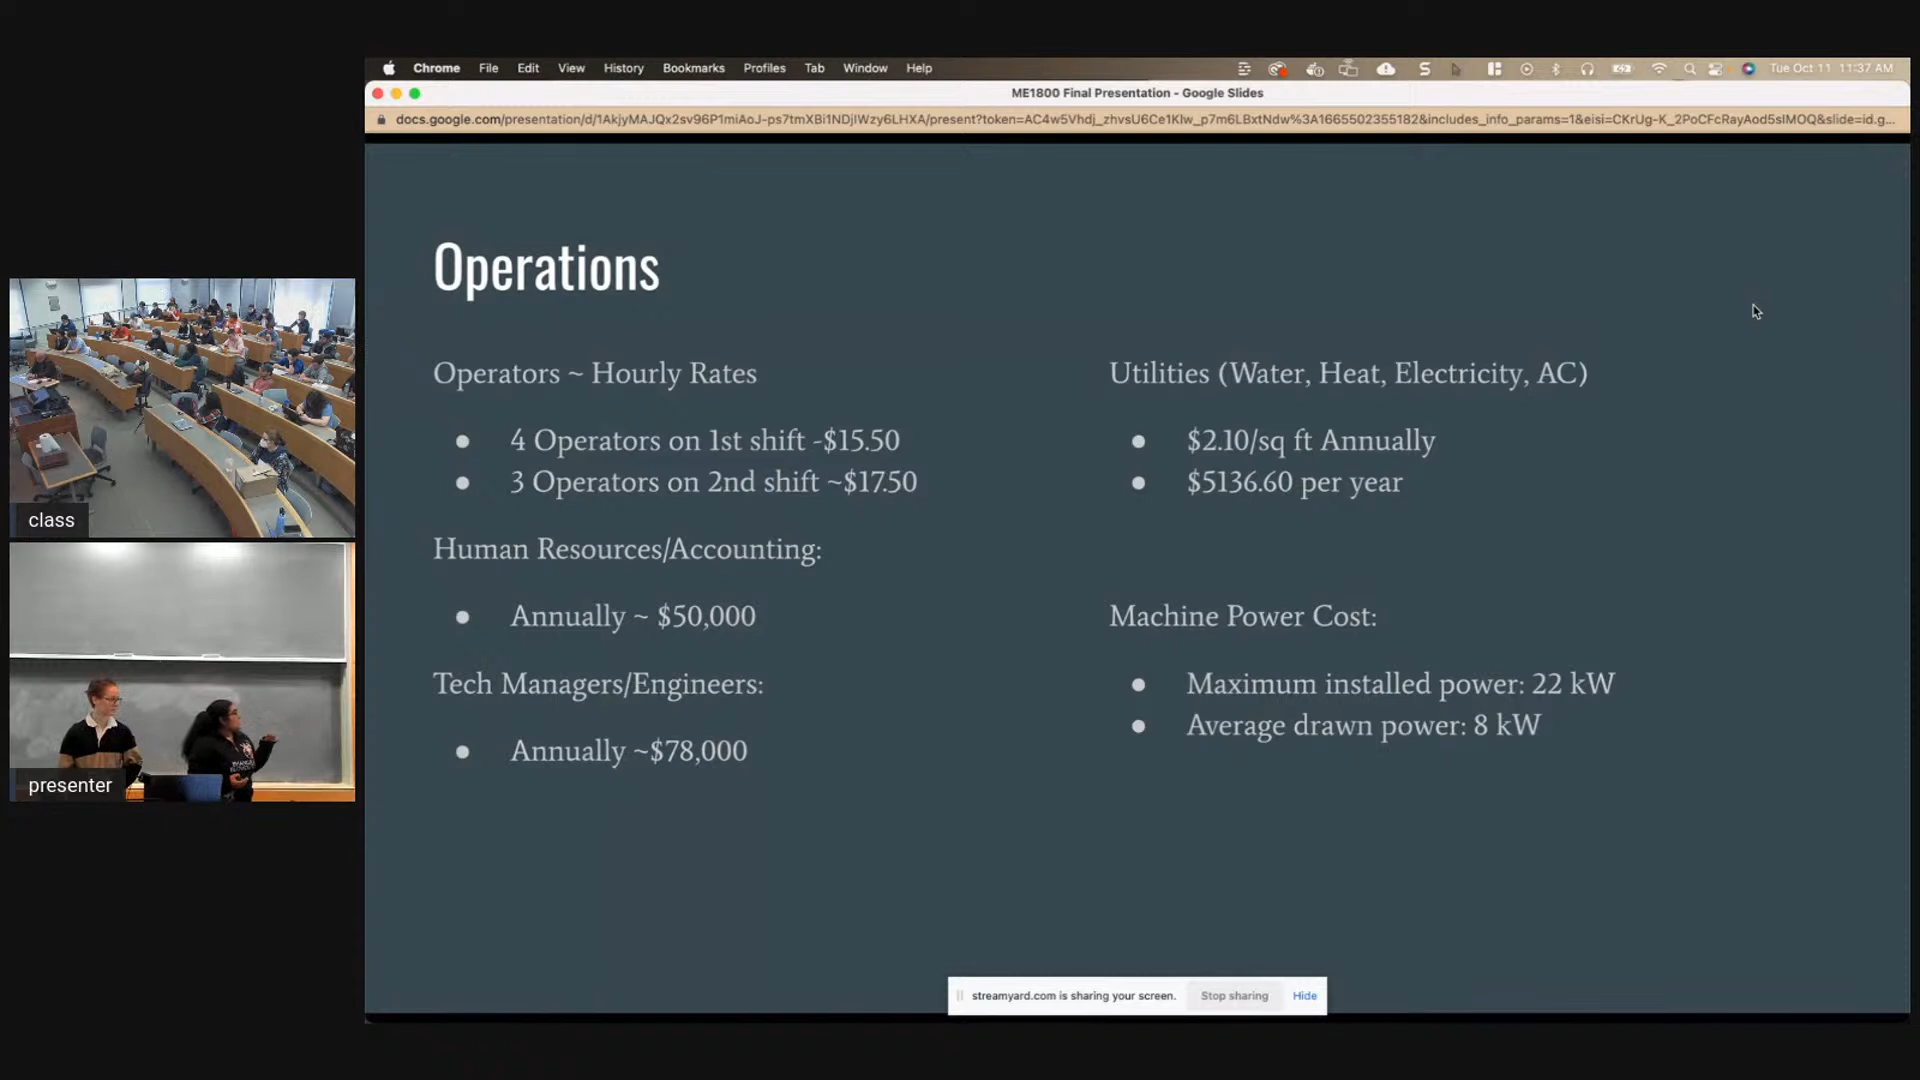 Chrome File Edit View History Bookmarks Profiles Tab Window Help
Tue Oct 11 11:37 AM
ME1800 Final Presentation - Google Slides
Operations
Operators ~ Hourly Rates
● 4 Operators on 1st shift -$15.50
● 3 Operators on 2nd shift ~$17.50
Human Resources/Accounting:
● Annually ~ $50,000
Tech Managers/Engineers:
● Annually ~$78,000
Utilities (Water, Heat, Electricity, AC)
● $2.10/sq ft Annually
● $5136.60 per year
Machine Power Cost:
● Maximum installed power: 22 kW
● Average drawn power: 8 kW
class
presenter
streamyard.com is sharing your screen. Stop sharing Hide